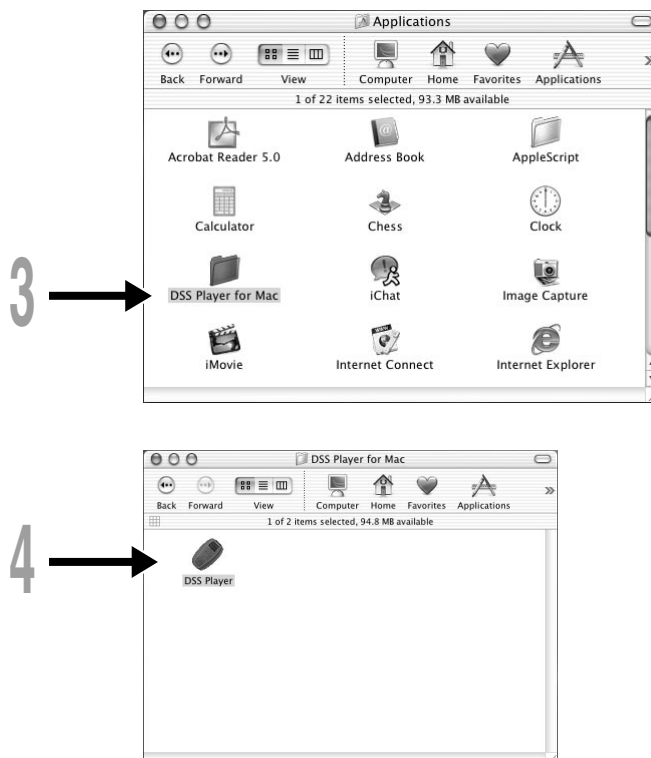 Applications
Back Forward View Computer Home Favorites Applications
1 of 22 items selected, 93.3 MB available
Acrobat Reader 5.0 Address Book AppleScript
Calculator Chess Clock
3
DSS Player for Mac iChat Image Capture
iMovie Internet Connect Internet Explorer
DSS Player for Mac
Back Forward View Computer Home Favorites Applications
1 of 2 items selected, 94.8 MB available
4
DSS Player